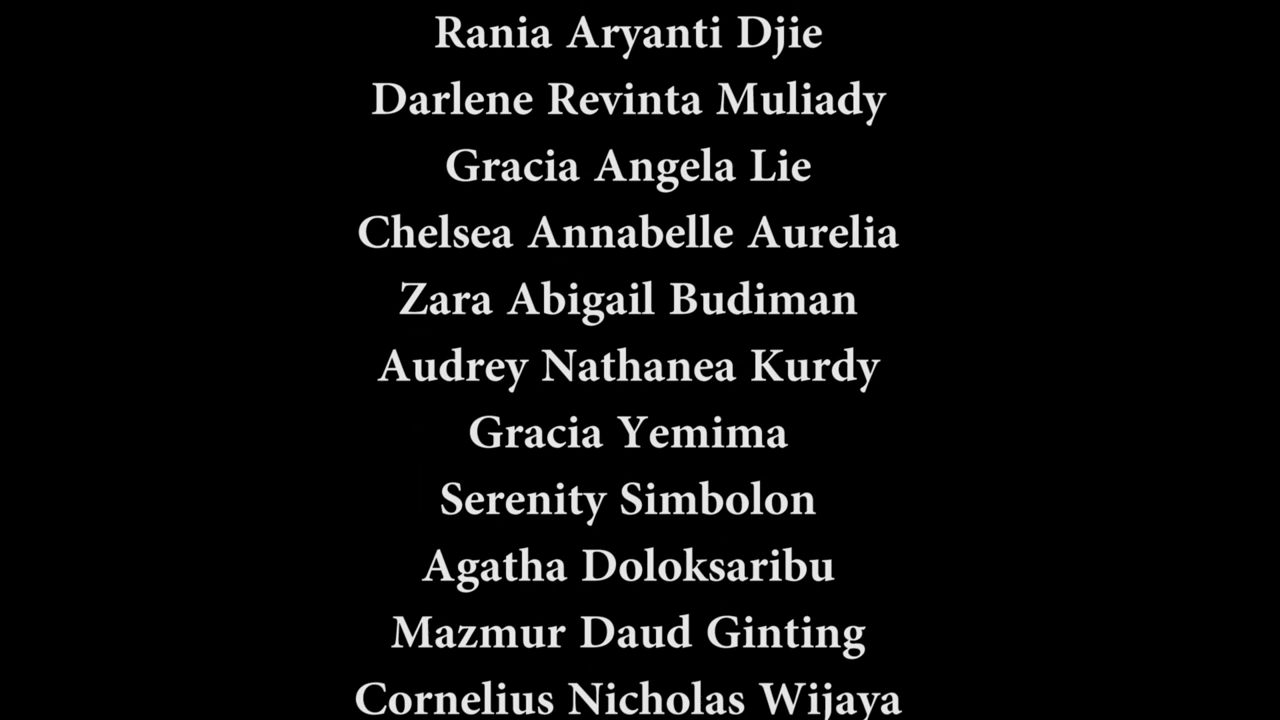 Rania Aryanti Djie
Darlene Revinta Muliady
Gracia Angela Lie
Chelsea Annabelle Aurelia
Zara Abigail Budiman
Audrey Nathanea Kurdy
Gracia Yemima
Serenity Simbolon
Agatha Doloksaribu
Mazmur Daud Ginting
Cornelius Nicholas Wijaya